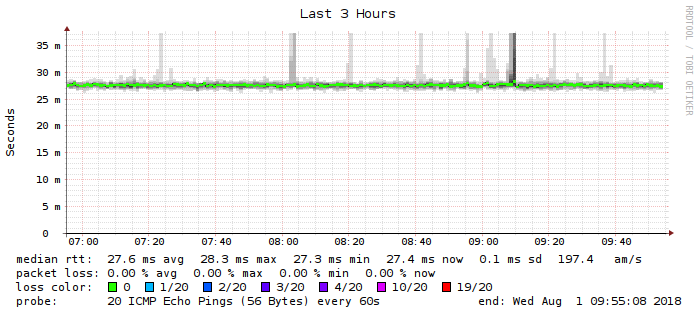 Last 3 Hours
RRDTOOL / TOBI OETIKER
Seconds
35 m
30 m
25 m
20 m
15 m
10 m
5 m
0
07:00 07:20 07:40 08:00 08:20 08:40 09:00 09:20 09:40
median rtt: 27.6 ms avg 28.3 ms max 27.3 ms min 27.4 ms now 0.1 ms sd 197.4 am/s
packet loss: 0.00 % avg 0.00 % max 0.00 % min 0.00 % now
loss color: 0 1/20 2/20 3/20 4/20 10/20 19/20
probe: 20 ICMP Echo Pings (56 Bytes) every 60s end: Wed Aug 1 09:55:08 2018